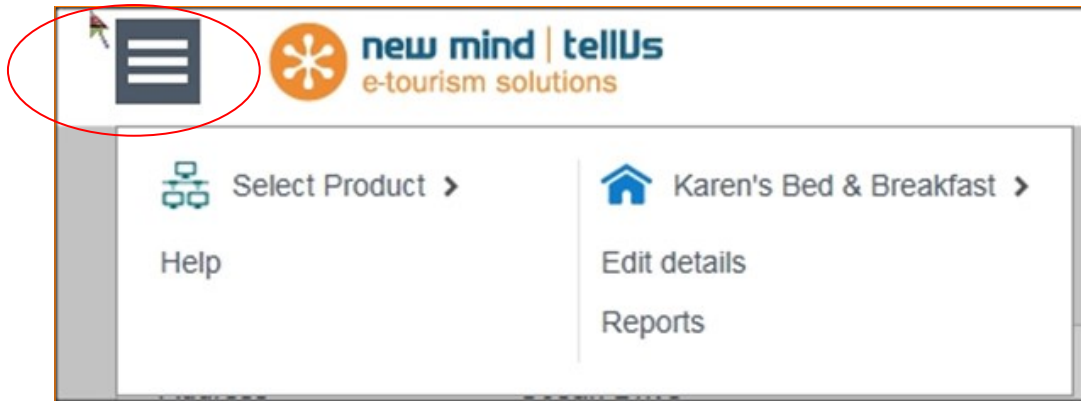 new mind | tellUs
e-tourism solutions
Select Product >
Karen's Bed & Breakfast >
Help
Edit details
Reports